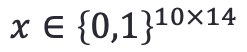 x ∈ {0,1}^{10×14}